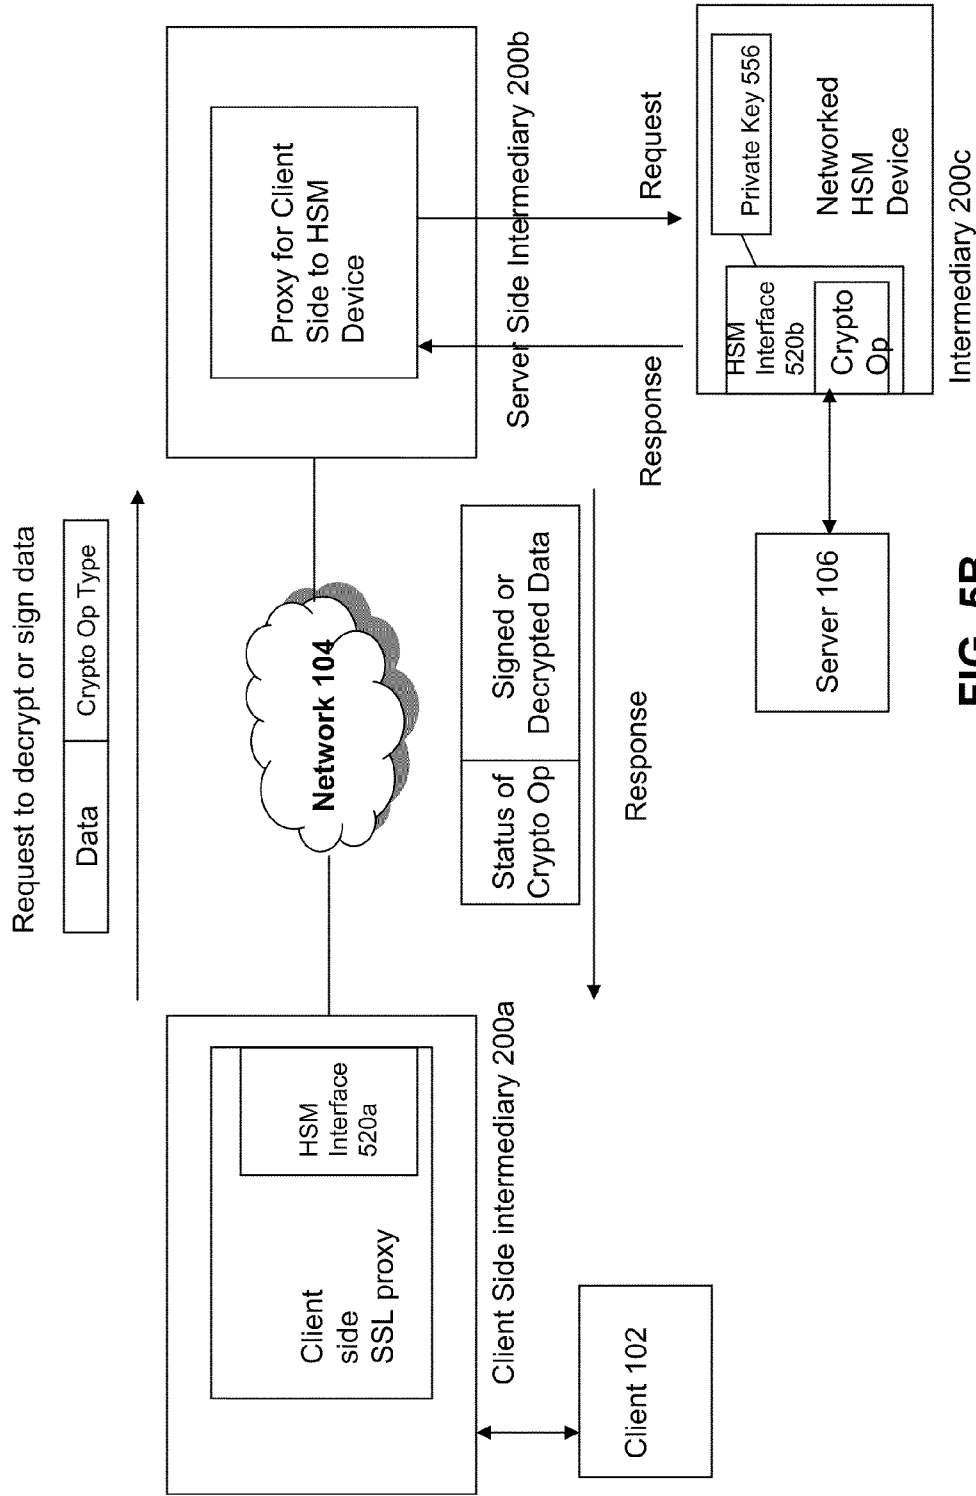 Request to decrypt or sign data
Data
Crypto Op Type
Client
side
SSL proxy
HSM
Interface
520a
Client Side intermediary 200a
Client 102
Network 104
Status of
Crypto Op
Signed or
Decrypted Data
Response
Proxy for Client
Side to HSM
Device
Server Side Intermediary 200b
Response
Request
HSM
Interface
520b
Crypto
Op
Private Key 556
Networked
HSM
Device
Intermediary 200c
Server 106
FIG. 5B